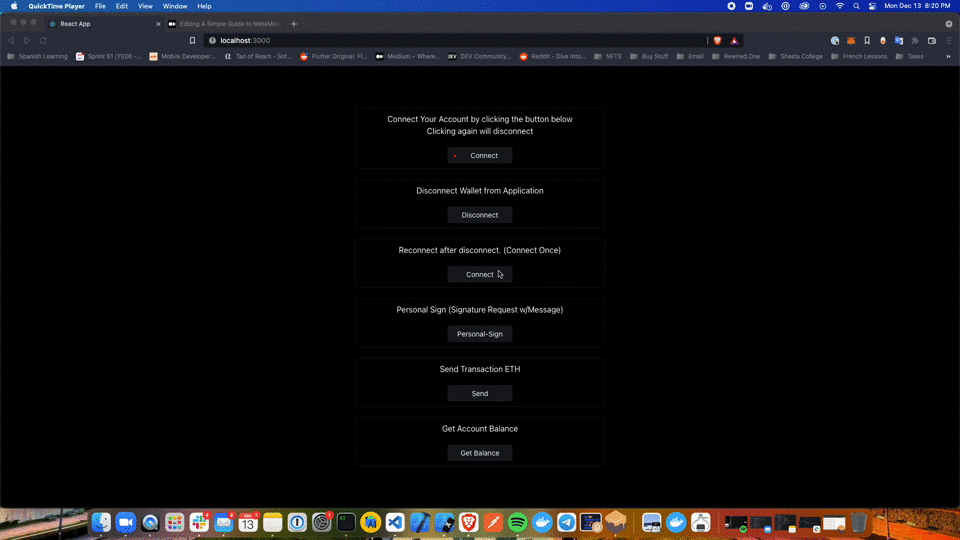 QuickTime Player File Edit View Window Help
Mon Dec 13 8:20 PM
React App
Editing A Simple Guide to MetaMas
localhost:3000
Spanish Learning
Sprint 51 (11/28 -...
Mobile Developer...
Tao of React - Sof...
Flutter Original: Fl...
Medium – Where...
DEV Community...
Reddit - Dive into...
NFTS
Buy Stuff
Email
Rewired One
Shasta College
French Lessons
Taxes
Connect Your Account by clicking the button below
Clicking again will disconnect
Connect
Disconnect Wallet from Application
Disconnect
Reconnect after disconnect. (Connect Once)
Connect
Personal Sign (Signature Request w/Message)
Personal-Sign
Send Transaction ETH
Send
Get Account Balance
Get Balance
DEC
13